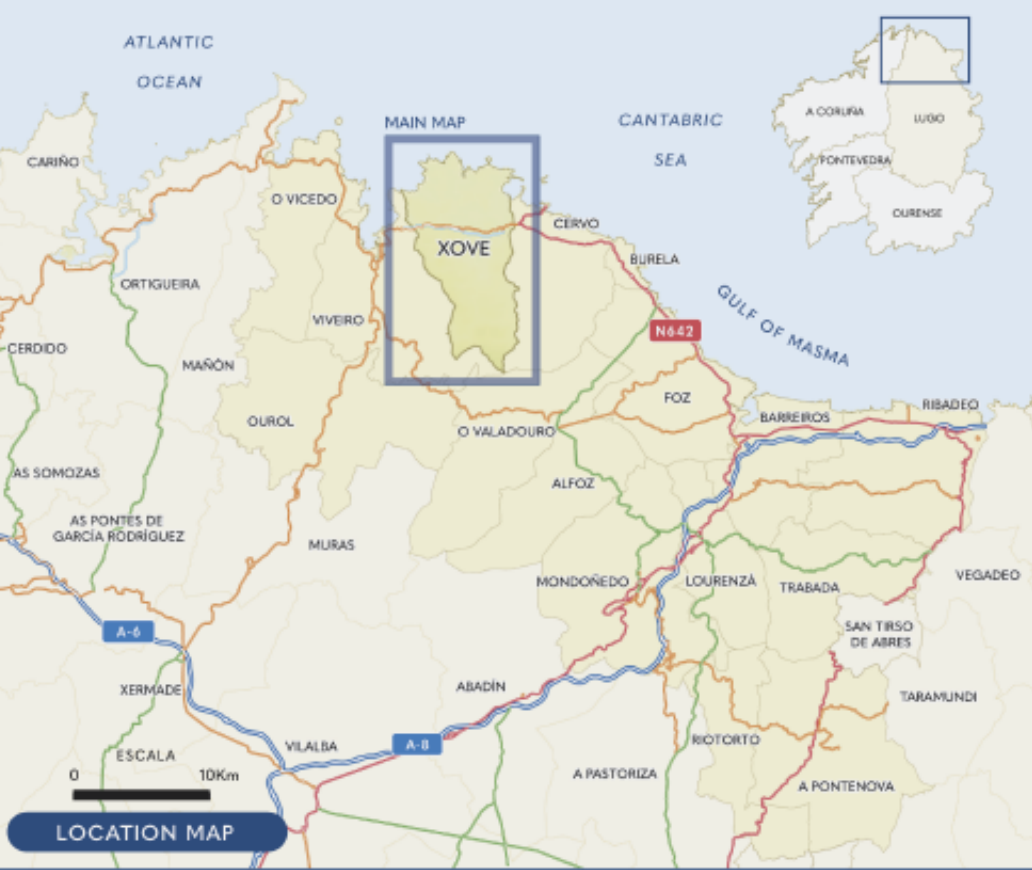 ATLANTIC
OCEAN
MAIN MAP
CANTABRIC
SEA
A CORUÑA
LUGO
PONTEVEDRA
OURENSE
CARIÑO
O VICEDO
XOVE
CERVO
BURELA
ORTIGUEIRA
GULF OF MASMA
VIVEIRO
N642
CERDIDO
MAÑÓN
FOZ
RIBADEO
BARREIROS
OUROL
O VALADOURO
AS SOMOZAS
ALFOZ
AS PONTES DE
GARCÍA RODRÍGUEZ
MURAS
MONDOÑEDO
LOURENZÁ
TRABADA
VEGADEO
A-6
SAN TIRSO
DE ABRES
XERMADE
ABADÍN
TARAMUNDI
VILALBA
A-8
RIOTORTO
ESCALA
0
10Km
A PASTORIZA
A PONTENOVA
LOCATION MAP